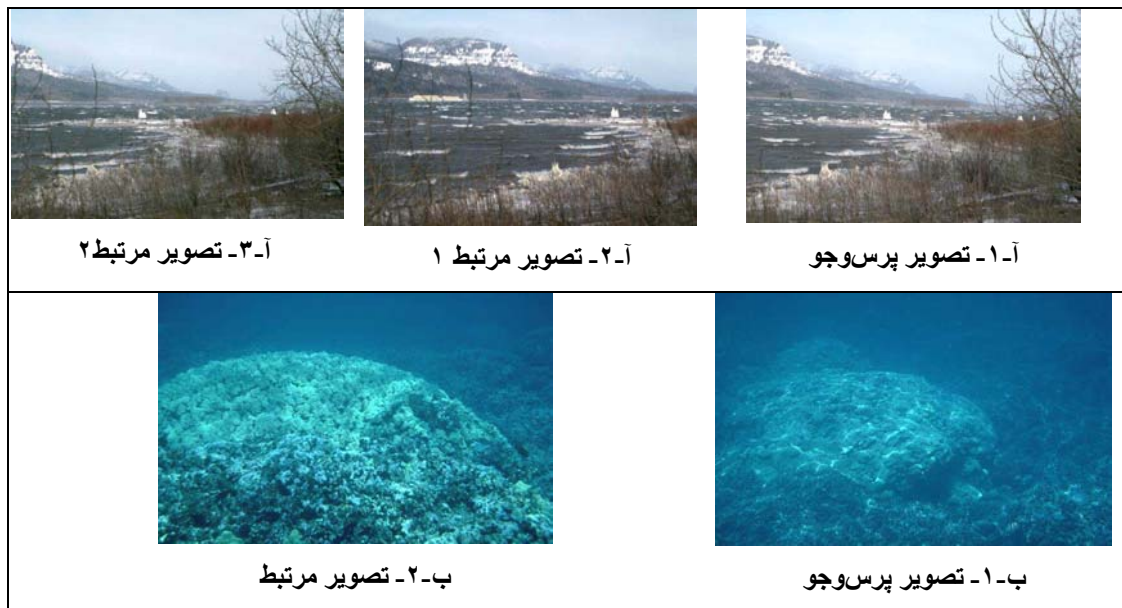 آ-۱- تصویر پرس‌وجو
آ-۲- تصویر مرتبط ۱
آ-۳- تصویر مرتبط۲
ب-۱- تصویر پرس‌وجو
ب-۲- تصویر مرتبط